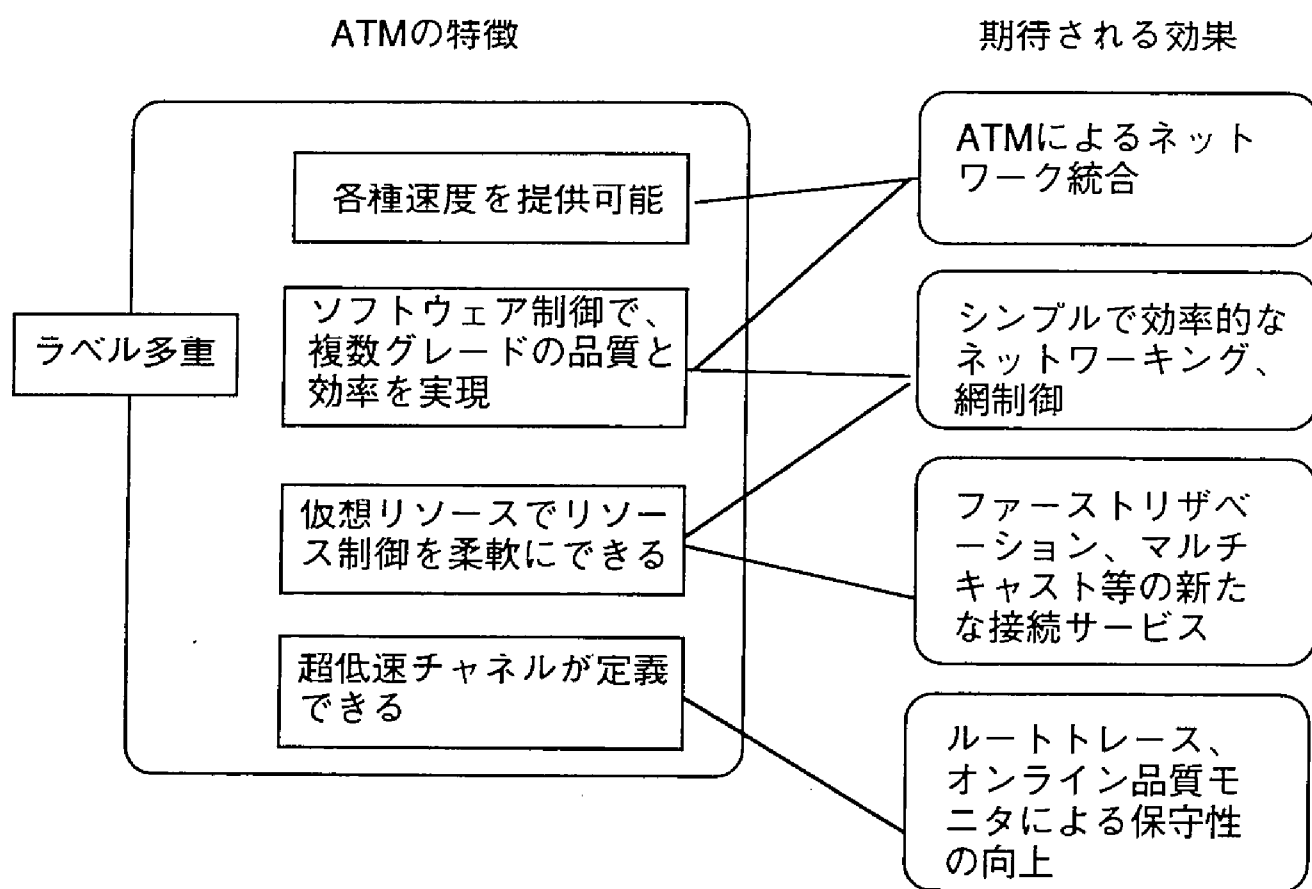 ATMの特徴
期待される効果
ラベル多重
各種速度を提供可能
ソフトウェア制御で、
複数グレードの品質と
効率を実現
仮想リソースでリソー
ス制御を柔軟にできる
超低速チャネルが定義
できる
ATMによるネット
ワーク統合
シンプルで効率的な
ネットワーキング、
網制御
ファーストリザベ
ーション、マルチ
キャスト等の新た
な接続サービス
ルートトレース、
オンライン品質モ
ニタによる保守性
の向上